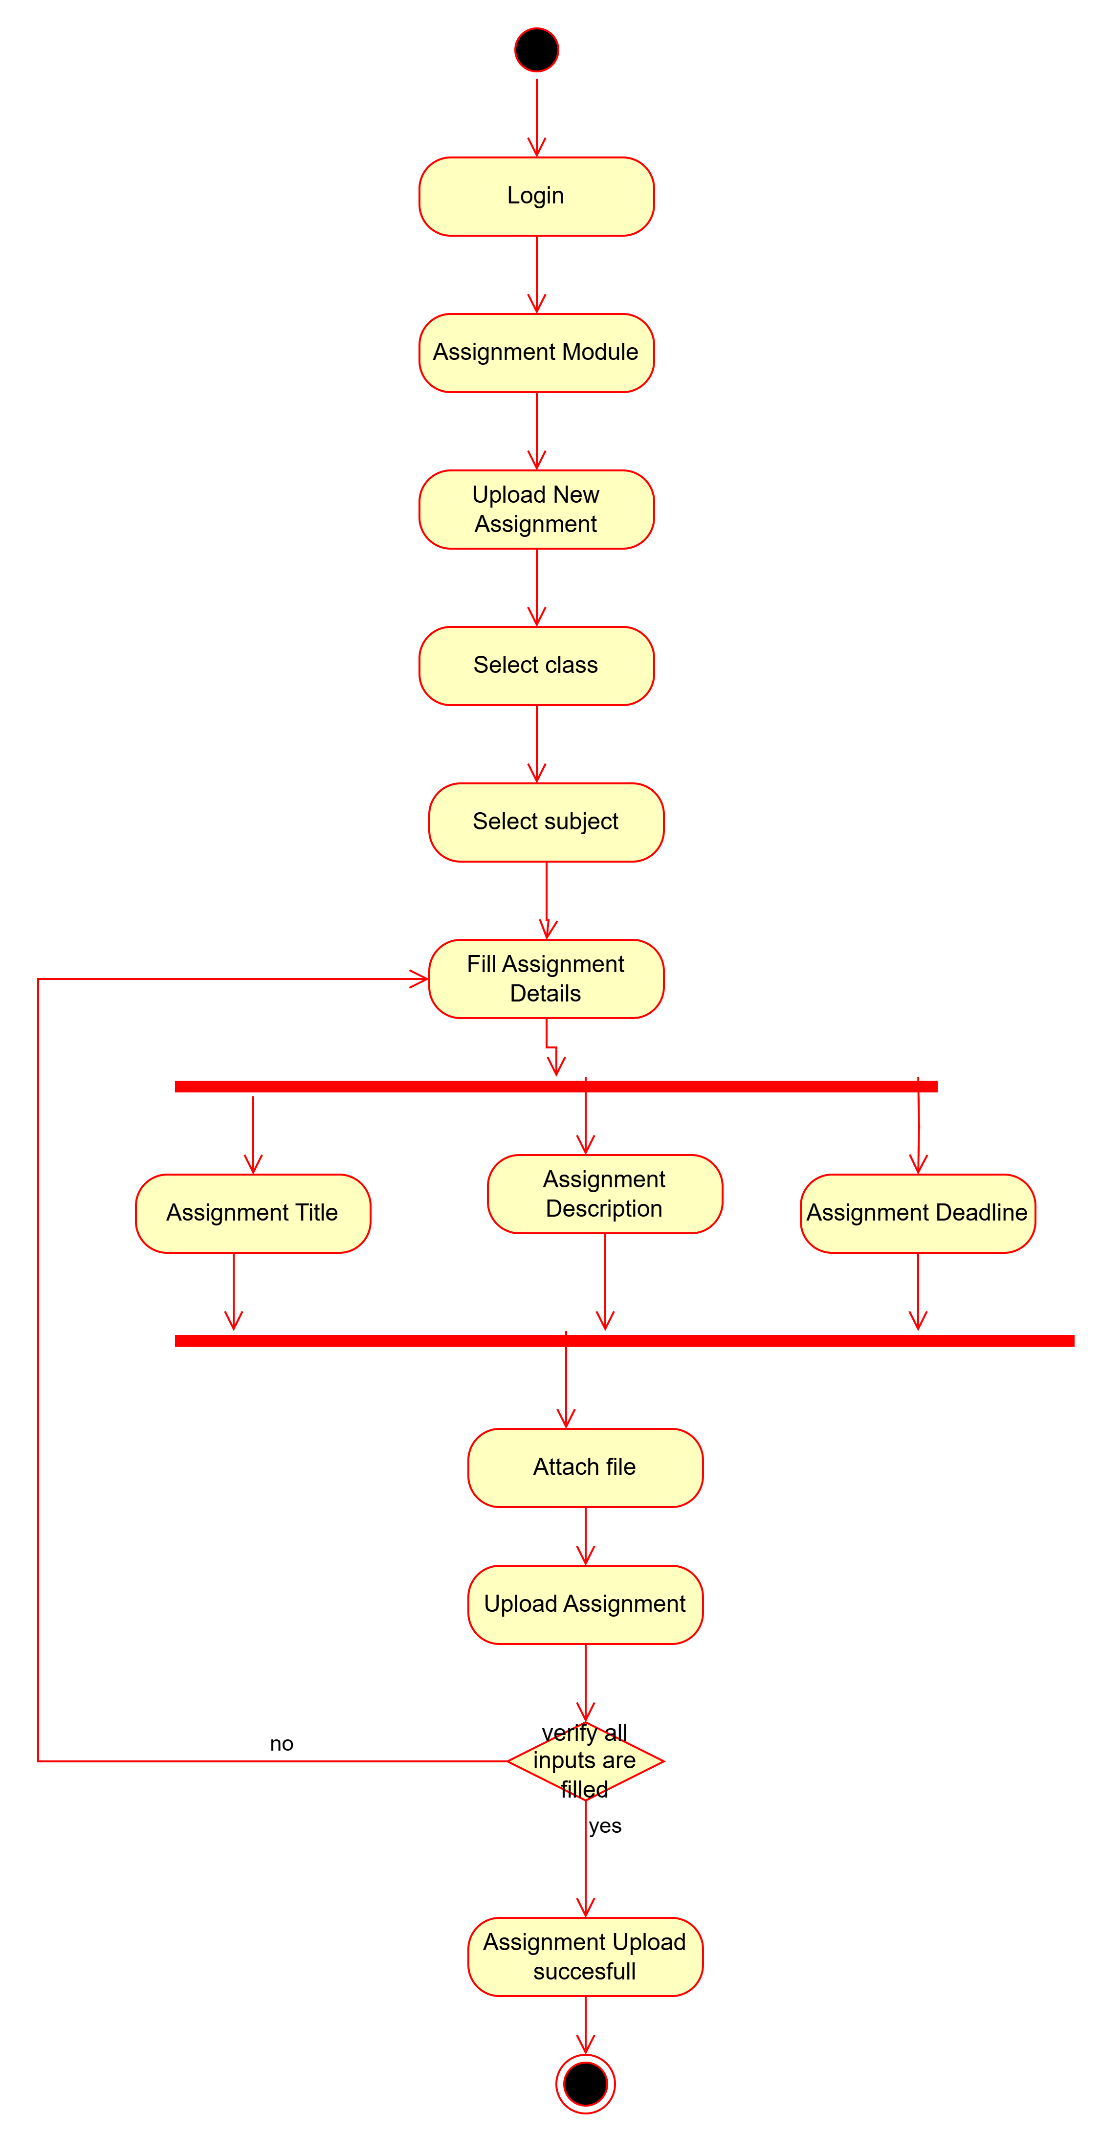 Login
Assignment Module
Upload New
Assignment
Select class
Select subject
Fill Assignment
Details
Assignment Title
Assignment
Description
Assignment Deadline
Attach file
Upload Assignment
verify all
inputs are
filled
no
yes
Assignment Upload
succesfull